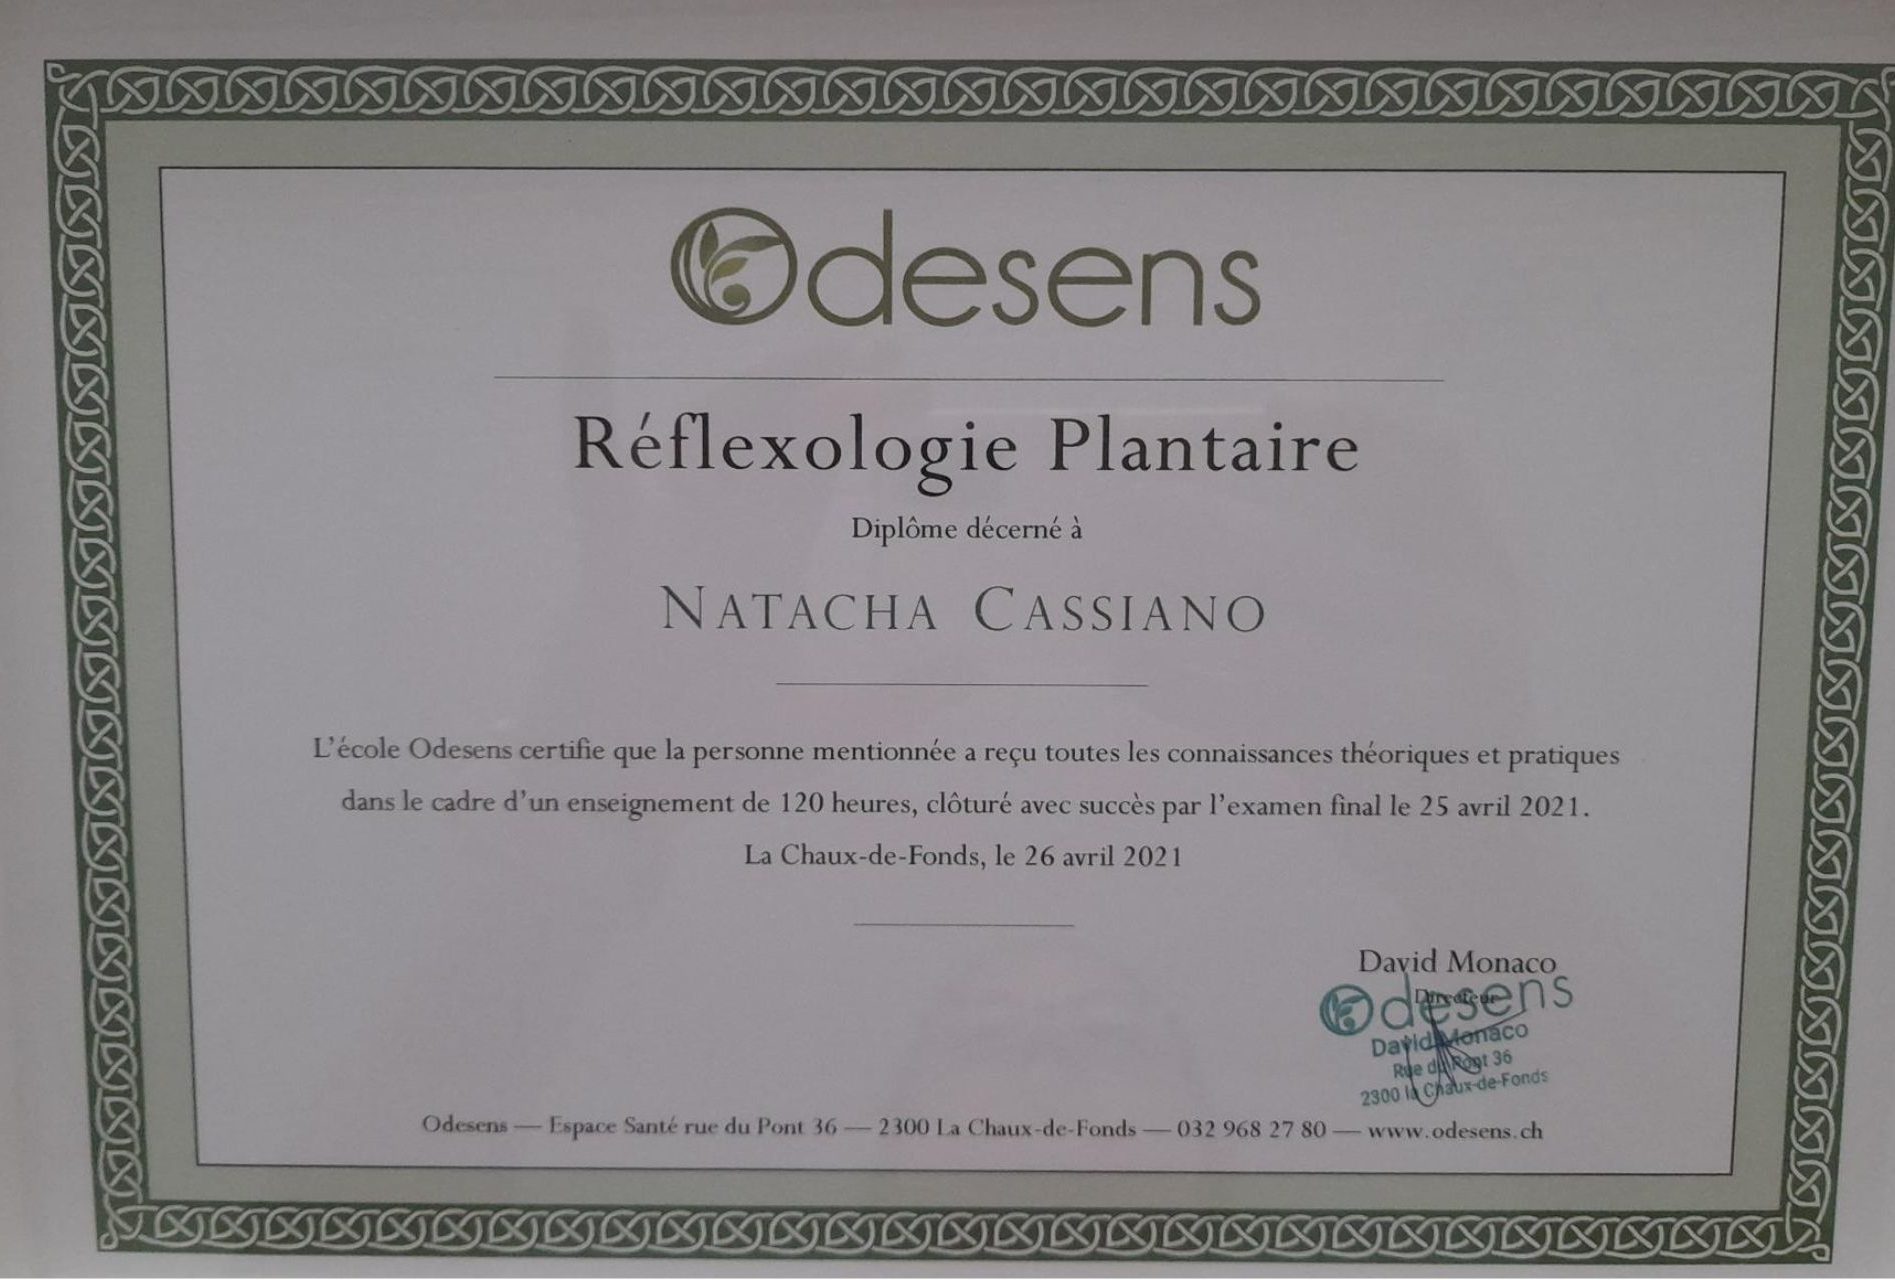 Odesens
Réflexologie Plantaire
Diplôme décerné à
NATACHA CASSIANO
L'école Odesens certifie que la personne mentionnée a reçu toutes les connaissances théoriques et pratiques
dans le cadre d'un enseignement de 120 heures, clôturé avec succès par l'examen final le 25 avril 2021.
La Chaux-de-Fonds, le 26 avril 2021
David Monaco
Directeur
Odesens
David Monaco
Rue du Pont 36
2300 la Chaux-de-Fonds
Odesens — Espace Santé rue du Pont 36 — 2300 La Chaux-de-Fonds — 032 968 27 80 — www.odesens.ch